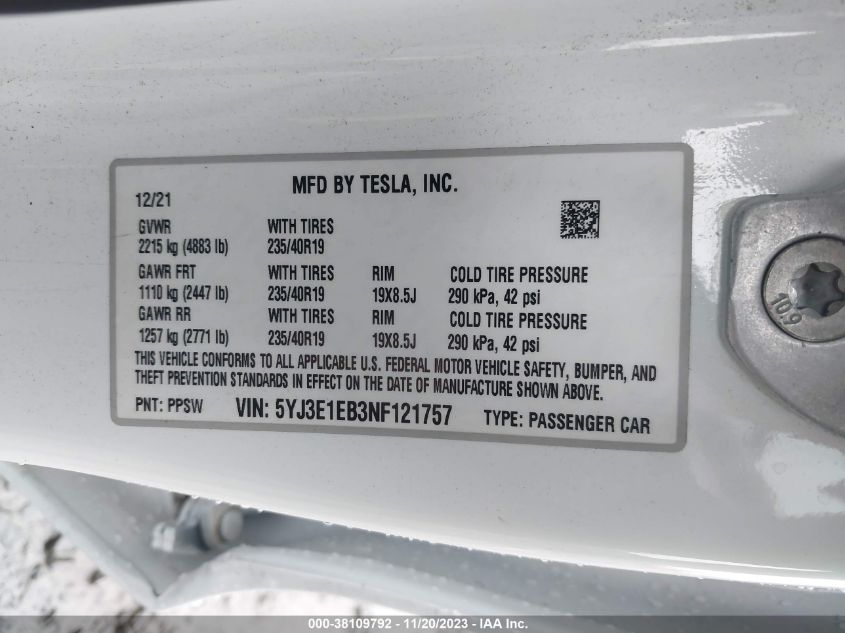 MFD BY TESLA, INC.
12/21
GVWR WITH TIRES
2215 kg (4883 lb) 235/40R19
GAWR FRT WITH TIRES RIM COLD TIRE PRESSURE
1110 kg (2447 lb) 235/40R19 19X8.5J 290 kPa, 42 psi
GAWR RR WITH TIRES RIM COLD TIRE PRESSURE
1257 kg (2771 lb) 235/40R19 19X8.5J 290 kPa, 42 psi
THIS VEHICLE CONFORMS TO ALL APPLICABLE U.S. FEDERAL MOTOR VEHICLE SAFETY, BUMPER, AND
THEFT PREVENTION STANDARDS IN EFFECT ON THE DATE OF MANUFACTURE SHOWN ABOVE.
PNT: PPSW VIN: 5YJ3E1EB3NF121757 TYPE: PASSENGER CAR
10.9
000-38109792 - 11/20/2023 - IAA Inc.